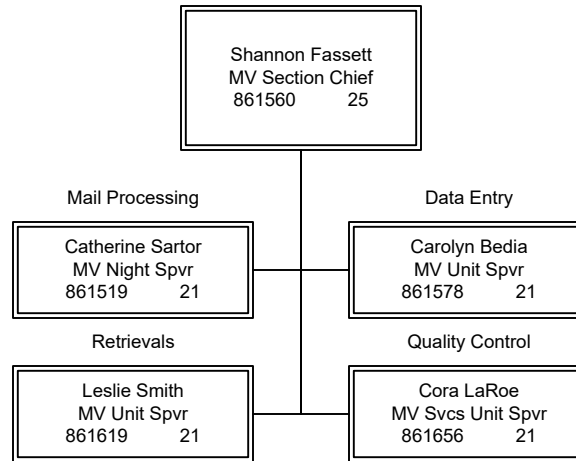 Shannon Fassett
MV Section Chief
861560 25
Mail Processing
Catherine Sartor
MV Night Spvr
861519 21
Data Entry
Carolyn Bedia
MV Unit Spvr
861578 21
Retrievals
Leslie Smith
MV Unit Spvr
861619 21
Quality Control
Cora LaRoe
MV Svcs Unit Spvr
861656 21